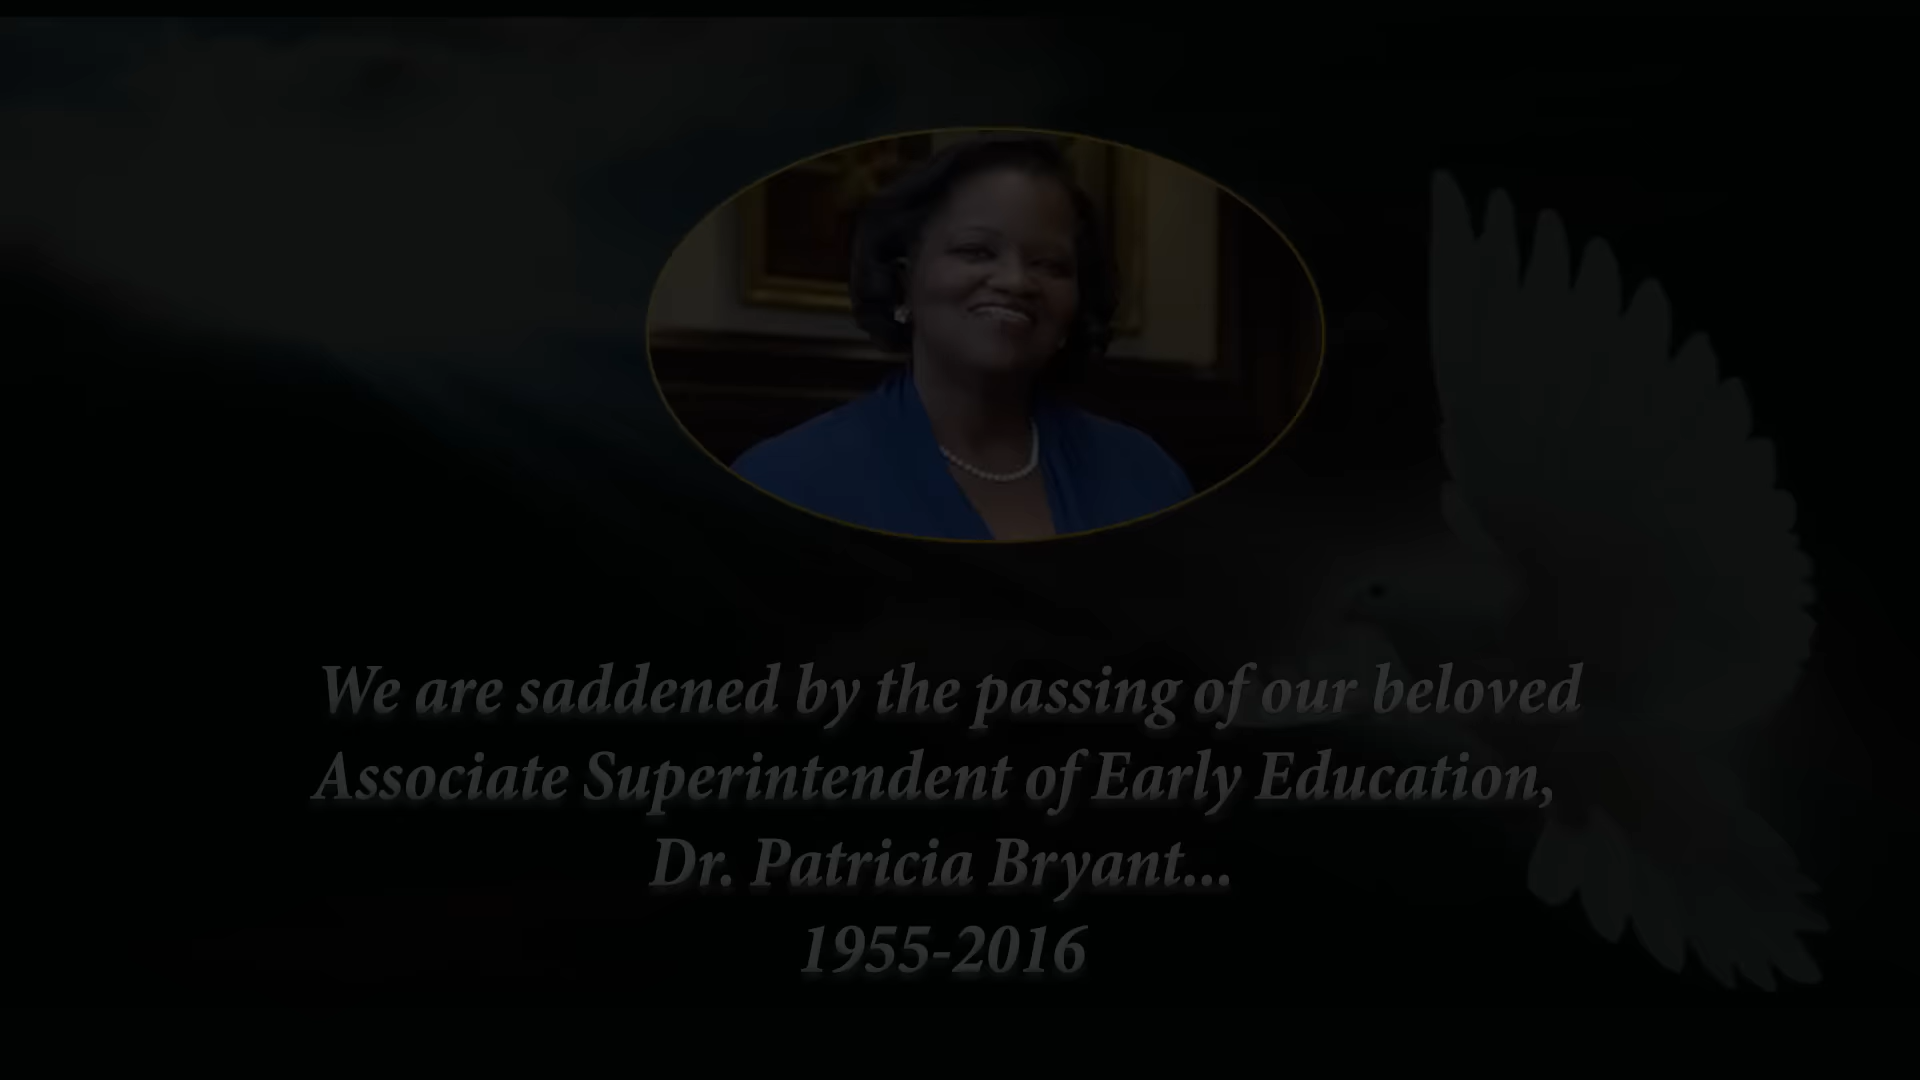 We are saddened by the passing of our beloved
Associate Superintendent of Early Education,
Dr. Patricia Bryant...
1955-2016